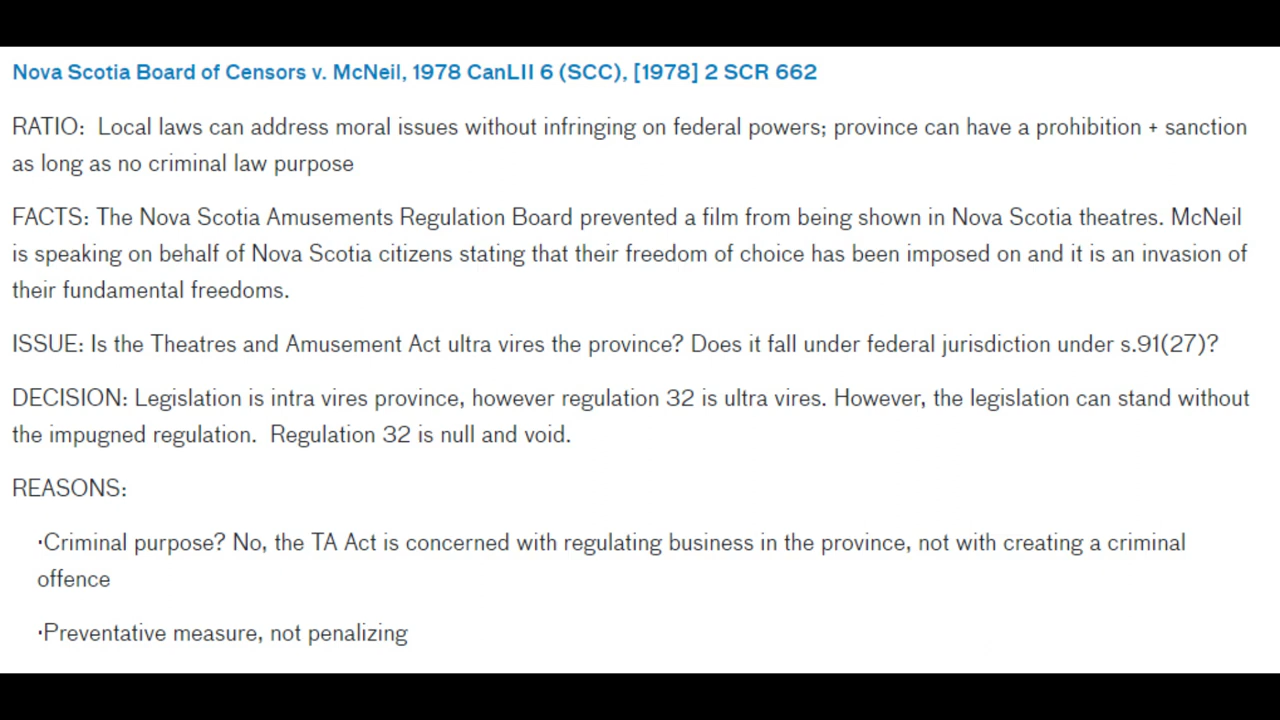 Nova Scotia Board of Censors v. McNeil, 1978 CanLII 6 (SCC), [1978] 2 SCR 662
RATIO:  Local laws can address moral issues without infringing on federal powers; province can have a prohibition + sanction
as long as no criminal law purpose
FACTS: The Nova Scotia Amusements Regulation Board prevented a film from being shown in Nova Scotia theatres. McNeil
is speaking on behalf of Nova Scotia citizens stating that their freedom of choice has been imposed on and it is an invasion of
their fundamental freedoms.
ISSUE: Is the Theatres and Amusement Act ultra vires the province? Does it fall under federal jurisdiction under s.91(27)?
DECISION: Legislation is intra vires province, however regulation 32 is ultra vires. However, the legislation can stand without
the impugned regulation.  Regulation 32 is null and void.
REASONS:
·Criminal purpose? No, the TA Act is concerned with regulating business in the province, not with creating a criminal
offence
·Preventative measure, not penalizing